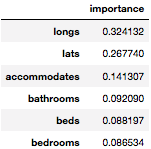 importance
longs 0.324132
lats 0.267740
accommodates 0.141307
bathrooms 0.092090
beds 0.088197
bedrooms 0.086534